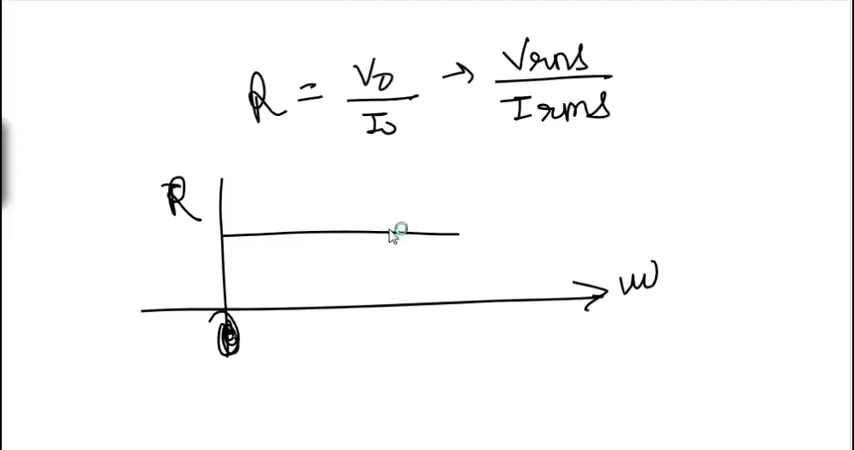 R = V₀/I₀ → Vrms/Irms
R
ω
0